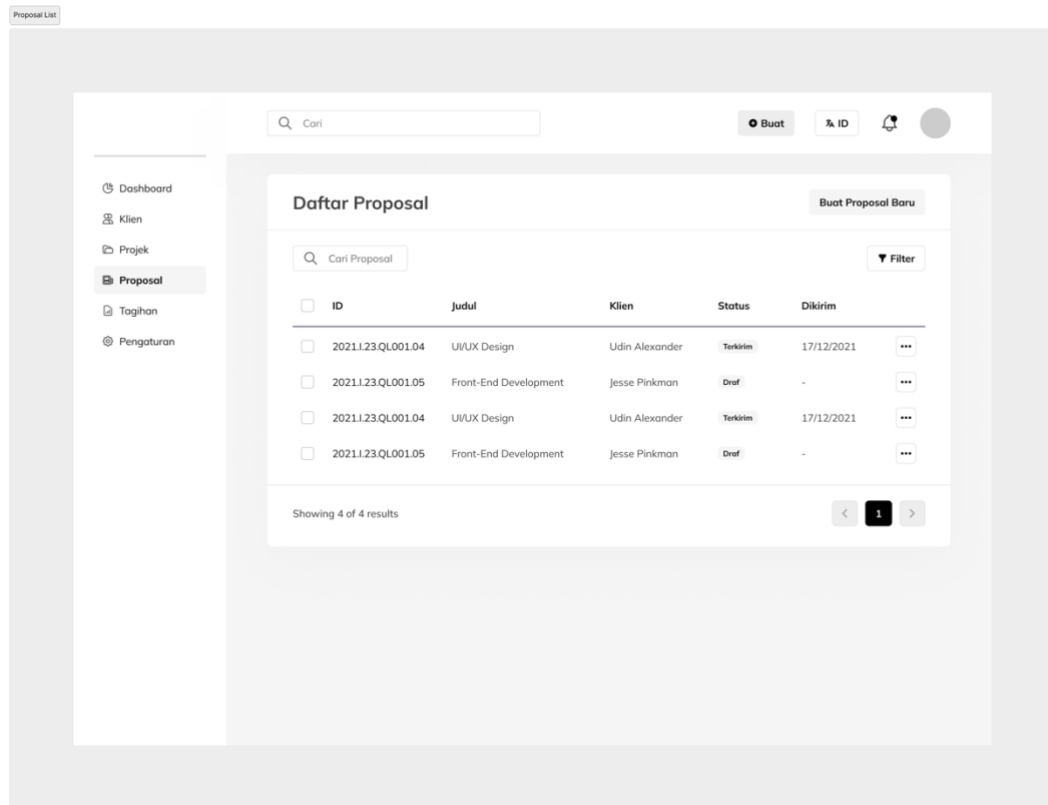 Proposal List
Cari
Buat
ID
Dashboard
Klien
Projek
Proposal
Tagihan
Pengaturan
Daftar Proposal
Buat Proposal Baru
Cari Proposal
Filter
ID Judul Klien Status Dikirim
2021.I.23.QL001.04 UI/UX Design Udin Alexander Terkirim 17/12/2021
2021.I.23.QL001.05 Front-End Development Jesse Pinkman Draf -
2021.I.23.QL001.04 UI/UX Design Udin Alexander Terkirim 17/12/2021
2021.I.23.QL001.05 Front-End Development Jesse Pinkman Draf -
Showing 4 of 4 results
1